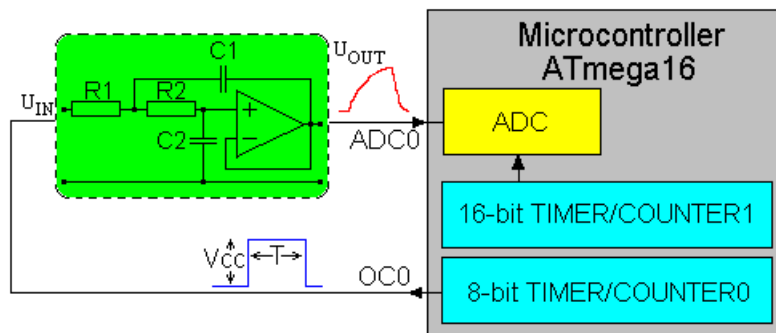 C1
UOUT
R1
R2
UIN
C2
+
−
Microcontroller
ATmega16
ADC
ADC0
16-bit TIMER/COUNTER1
VCC
T
OC0
8-bit TIMER/COUNTER0